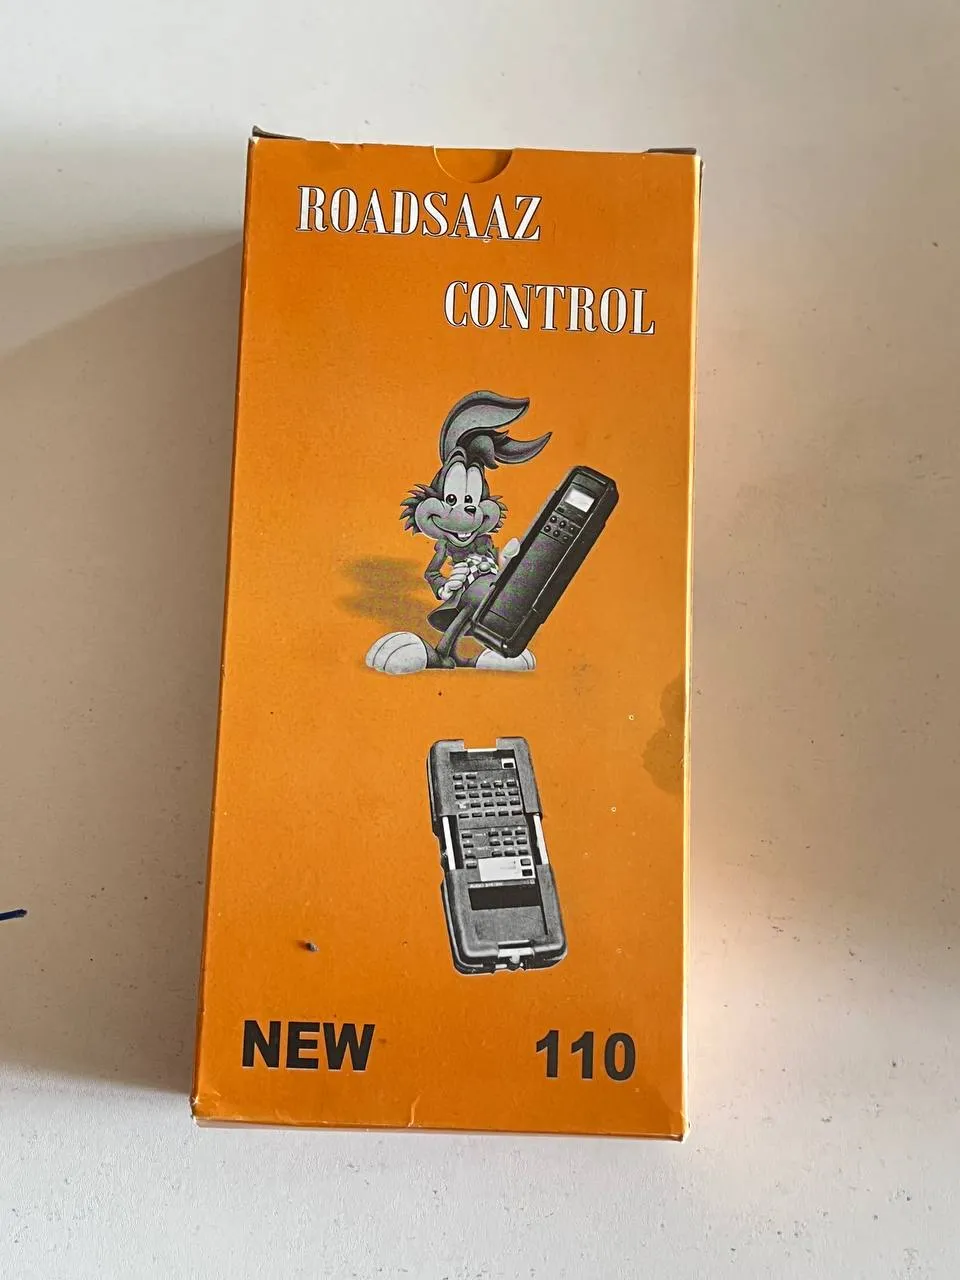 ROADSAAZ
CONTROL
NEW 110